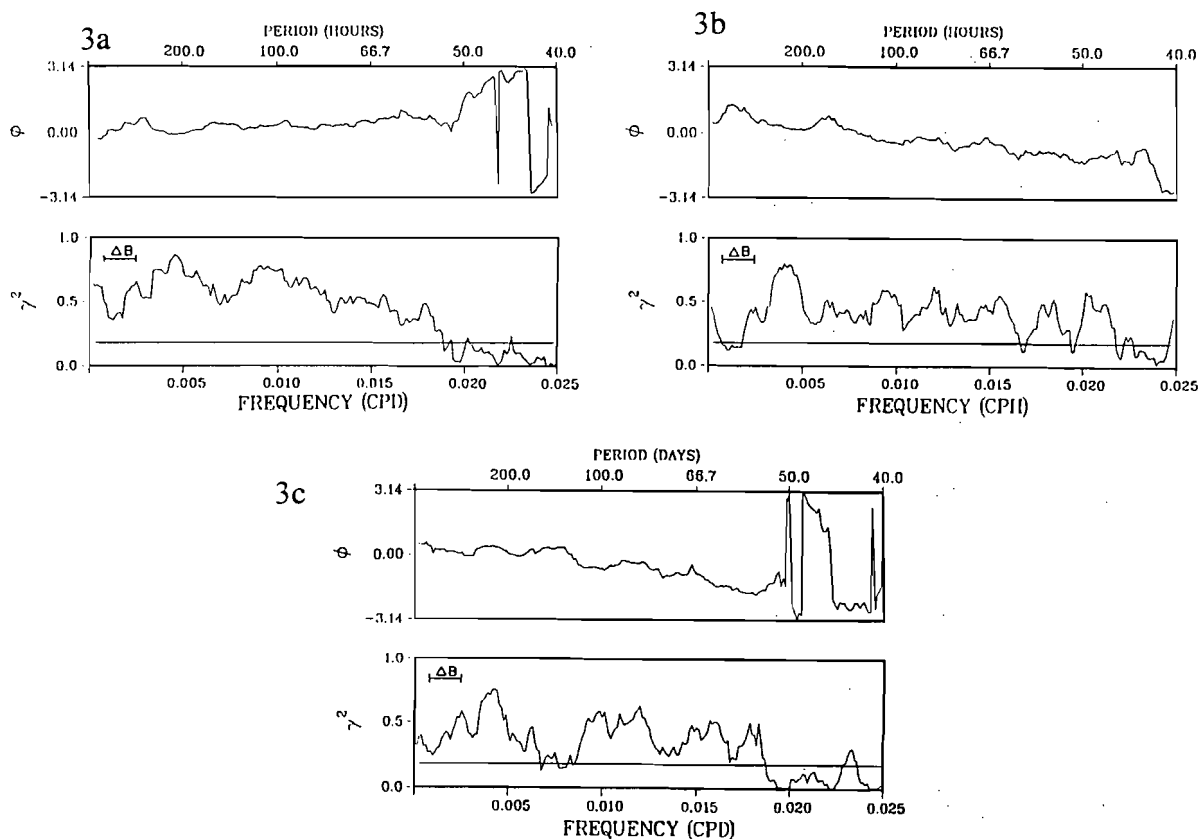 3a
PERIOD (HOURS)
200.0 100.0 66.7 50.0 40.0
3.14
0.00
-3.14
φ
1.0
0.5
0.0
γ²
ΔB
0.005 0.010 0.015 0.020 0.025
FREQUENCY (CPD)
3b
PERIOD (HOURS)
200.0 100.0 66.7 50.0 40.0
3.14
0.00
-3.14
φ
1.0
0.5
0.0
γ²
ΔB
0.005 0.010 0.015 0.020 0.025
FREQUENCY (CPH)
3c
PERIOD (DAYS)
200.0 100.0 66.7 50.0 40.0
3.14
0.00
-3.14
φ
1.0
0.5
0.0
γ²
ΔB
0.005 0.010 0.015 0.020 0.025
FREQUENCY (CPD)